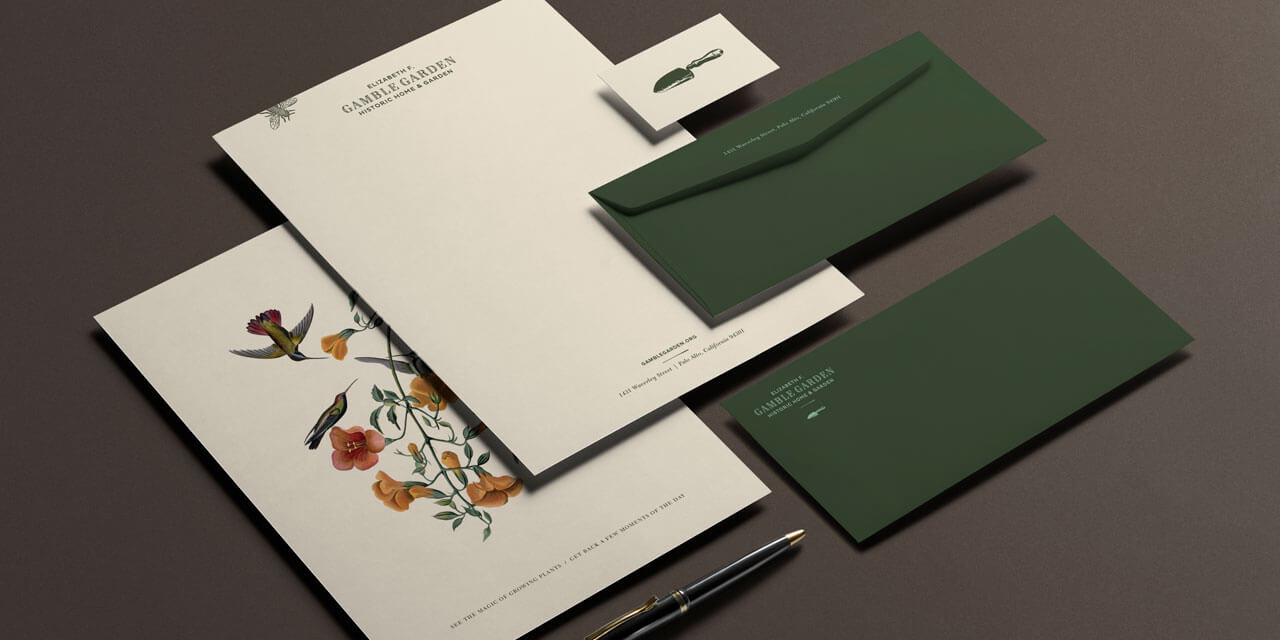 ELIZABETH F.
GAMBLE GARDEN
HISTORIC HOME & GARDEN
1431 Waverley Street, Palo Alto, California 94301
GAMBLEGARDEN.ORG
1431 Waverley Street | Palo Alto, California 94301
ELIZABETH F.
GAMBLE GARDEN
HISTORIC HOME & GARDEN
SEE THE MAGIC OF GROWING PLANTS / GET BACK A FEW MOMENTS OF THE DAY